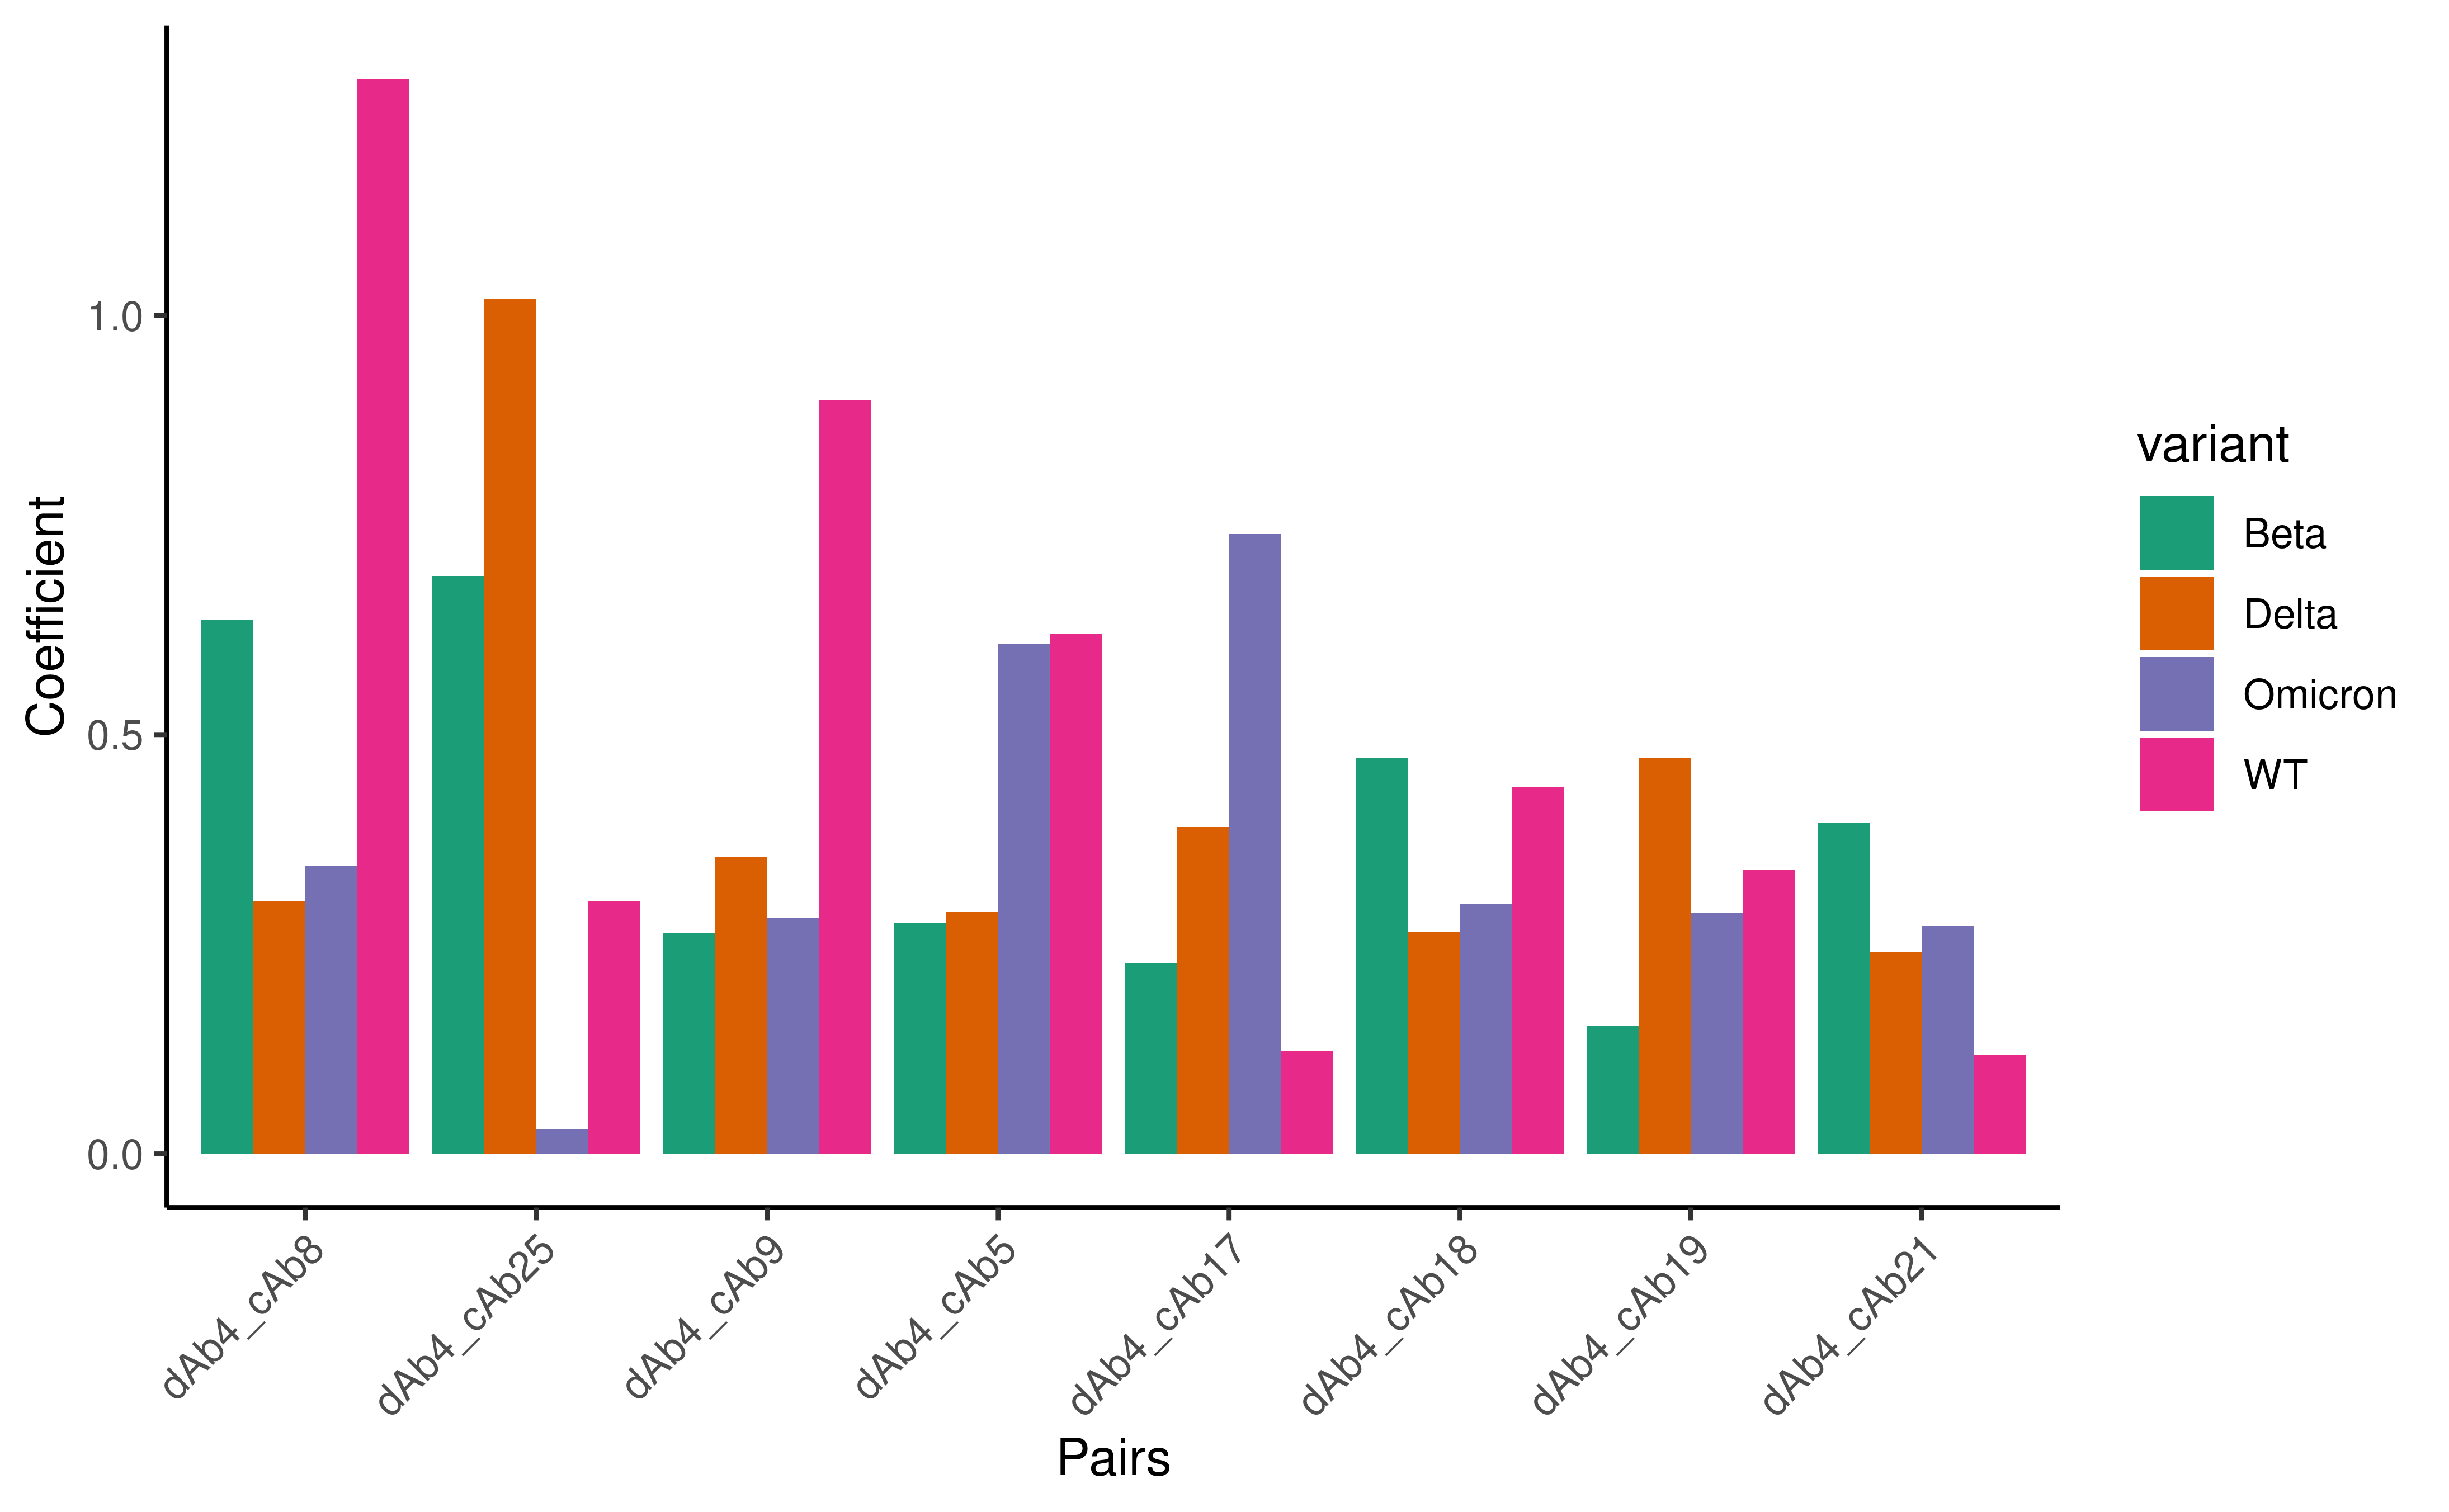 Coefficient
1.0
0.5
0.0
dAb4_cAb8
dAb4_cAb25
dAb4_cAb9
dAb4_cAb5
dAb4_cAb17
dAb4_cAb18
dAb4_cAb19
dAb4_cAb21
Pairs
variant
Beta
Delta
Omicron
WT